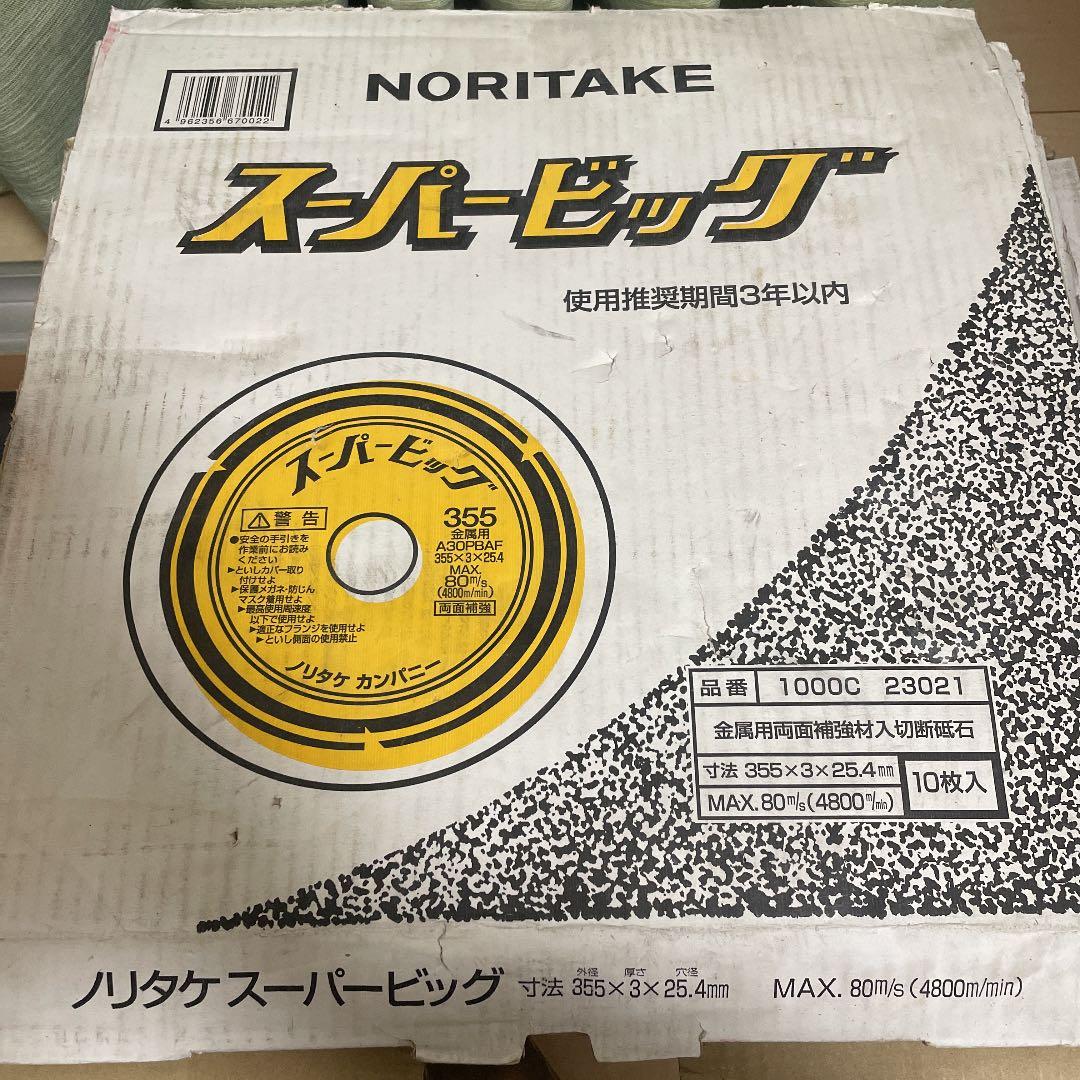 NORITAKE
4 962356 670022
スーパービッグ
使用推奨期間3年以内
スーパービッグ
警告
●安全の手引きを
作業前にお読み
ください
▶といしカバー取り
付けせよ
▶保護メガネ・防じん
マスク着用せよ
▶最高使用周速度
以下で使用せよ
▶適正なフランジを使用せよ
▶といし側面の使用禁止
355
金属用
A30PBAF
355×3×25.4
MAX.
80m/s
(4800m/min)
両面補強
ノリタケ カンパニー
品番 1000C 23021
金属用両面補強材入切断砥石
寸法 355×3×25.4mm
MAX.80m/s(4800m/min)
10枚入
外径 厚さ 穴径
ノリタケスーパービッグ 寸法 355×3×25.4mm MAX. 80m/s (4800m/min)